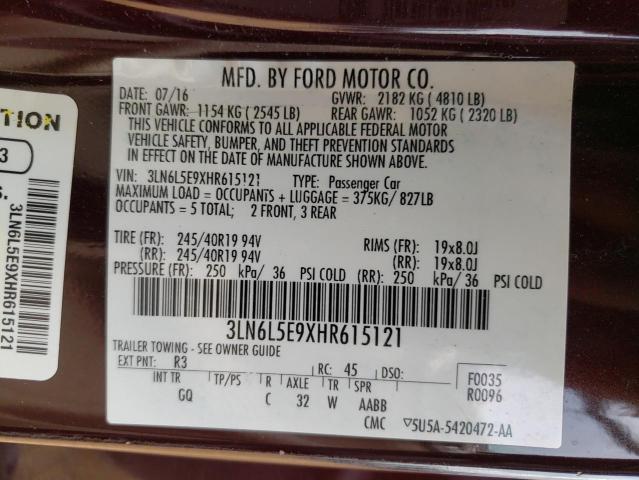 MFD. BY FORD MOTOR CO.
DATE: 07/16 GVWR: 2182 KG ( 4810 LB)
FRONT GAWR: 1154 KG ( 2545 LB) REAR GAWR: 1052 KG ( 2320 LB)
THIS VEHICLE CONFORMS TO ALL APPLICABLE FEDERAL MOTOR
VEHICLE SAFETY, BUMPER, AND THEFT PREVENTION STANDARDS
IN EFFECT ON THE DATE OF MANUFACTURE SHOWN ABOVE.
VIN: 3LN6L5E9XHR615121 TYPE: Passenger Car
MAXIMUM LOAD = OCCUPANTS + LUGGAGE = 375KG/ 827LB
OCCUPANTS = 5 TOTAL; 2 FRONT, 3 REAR
TIRE (FR): 245/40R19 94V RIMS (FR): 19x8.0J
(RR): 245/40R19 94V (RR): 19x8.0J
PRESSURE (FR): 250 kPa/ 36 PSI COLD (RR): 250 kPa/ 36 PSI COLD
3LN6L5E9XHR615121
TRAILER TOWING - SEE OWNER GUIDE
EXT PNT: R3 RC: 45 DSO: F0035
INT TR TP/PS R AXLE TR SPR R0096
GQ C 32 W AABB
CMC ▽5U5A-5420472-AA
TION
3
S.
3LN6L5E9XHR615121